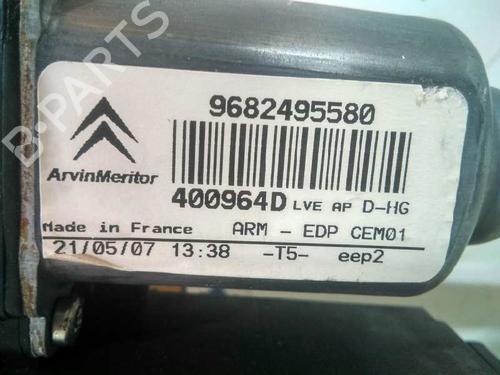 9682495580
ArvinMeritor
400964D LVE AP D-HG
Made in France ARM - EDP CEM01
21/05/07 13:38 -T5- eep2
B-PARTS